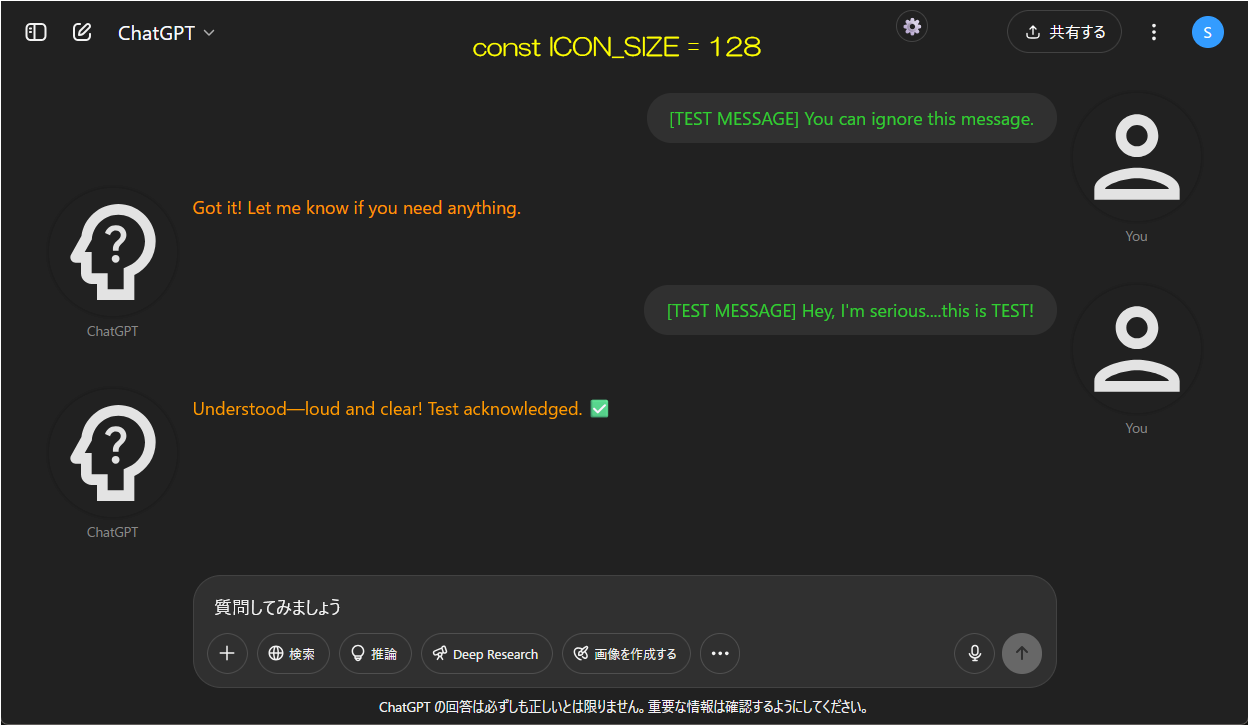 ChatGPT
const ICON_SIZE = 128
共有する
S
[TEST MESSAGE] You can ignore this message.
You
Got it! Let me know if you need anything.
ChatGPT
[TEST MESSAGE] Hey, I'm serious....this is TEST!
You
Understood—loud and clear! Test acknowledged. ✅
ChatGPT
質問してみましょう
検索
推論
Deep Research
画像を作成する
ChatGPT の回答は必ずしも正しいとは限りません。重要な情報は確認するようにしてください。